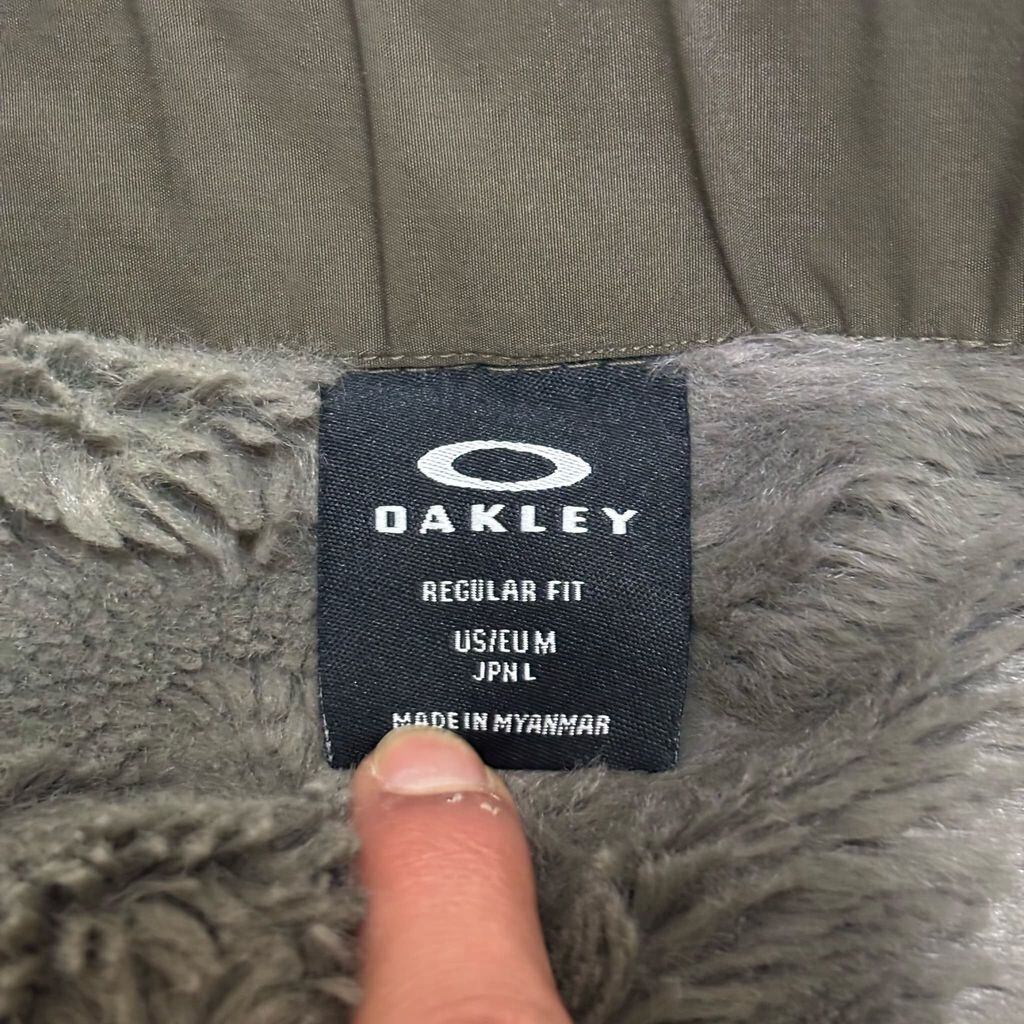 OAKLEY
REGULAR FIT
US/EU M
JPN L
MADE IN MYANMAR